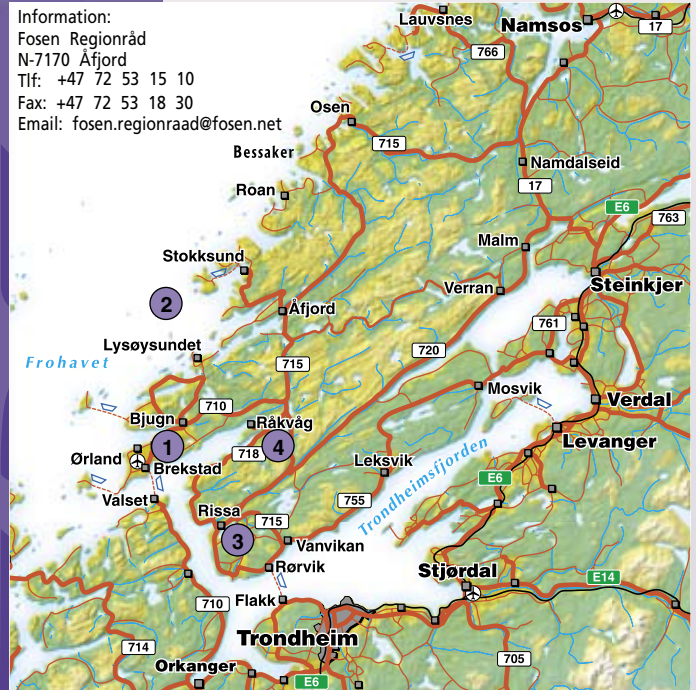 Information:
Fosen Regionråd
N-7170 Åfjord
Tlf: +47 72 53 15 10
Fax: +47 72 53 18 30
Email: fosen.regionraad@fosen.net
Lauvsnes
Namsos
17
766
Osen
715
Bessaker
Namdalseid
17
Roan
E6
763
Malm
Stokksund
Steinkjer
Verran
2
Åfjord
761
Lysøysundet
720
Frohavet
715
Mosvik
Verdal
710
Bjugn
Råkvåg
Levanger
1
4
718
Ørland
Brekstad
Leksvik
Trondheimsfjorden
E6
Valset
755
Rissa
715
3
Vanvikan
Rørvik
Stjørdal
E14
Flakk
710
Trondheim
714
705
Orkanger
E6